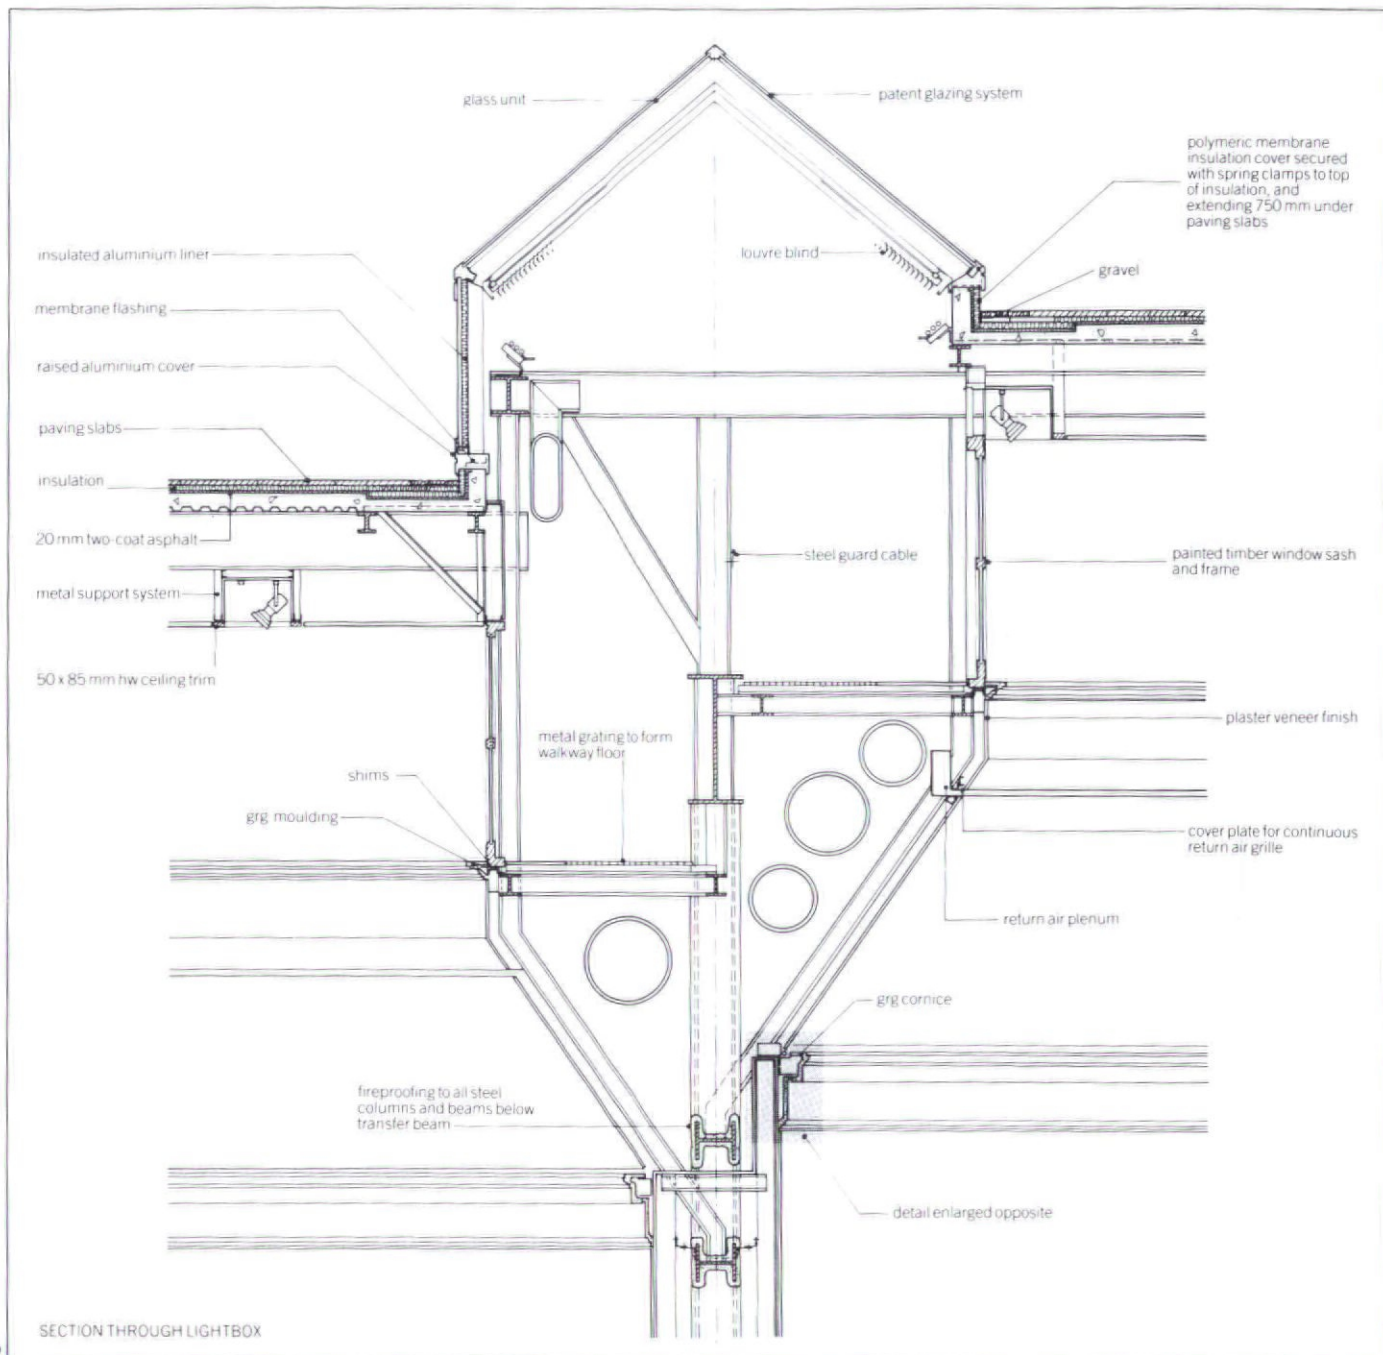 glass unit
patent glazing system
polymeric membrane
insulation cover secured
with spring clamps to top
of insulation, and
extending 750 mm under
paving slabs
insulated aluminium liner
louvre blind
gravel
membrane flashing
raised aluminium cover
paving slabs
insulation
20 mm two-coat asphalt
steel guard cable
painted timber window sash
and frame
metal support system
50 x 85 mm hw ceiling trim
plaster veneer finish
metal grating to form
walkway floor
shims
grg moulding
cover plate for continuous
return air grille
return air plenum
grg cornice
fireproofing to all steel
columns and beams below
transfer beam
detail enlarged opposite
SECTION THROUGH LIGHTBOX